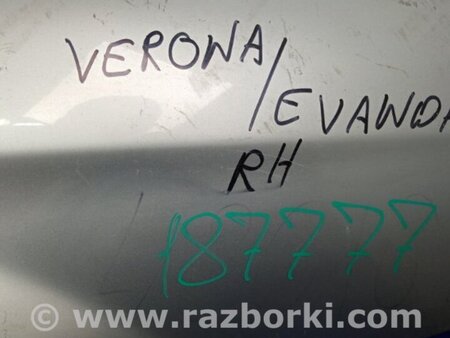 VERONA/
EVANDA
RH
187777
© www.razborki.com